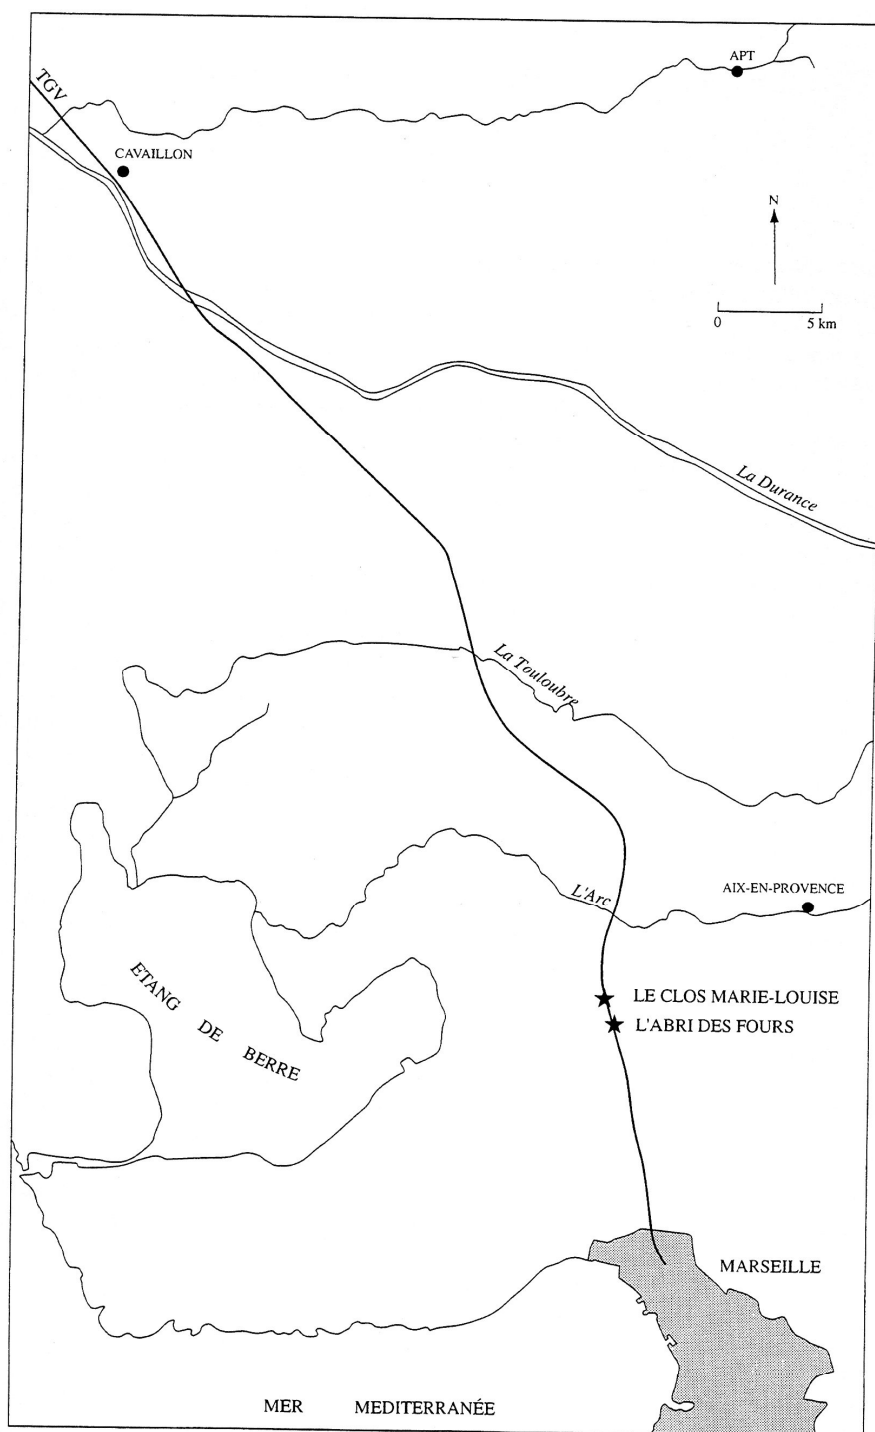 TGV
APT
CAVAILLON
N
0 5 km
La Durance
La Touloubre
L'Arc
AIX-EN-PROVENCE
ETANG DE BERRE
LE CLOS MARIE-LOUISE
L'ABRI DES FOURS
MARSEILLE
MER MEDITERRANÉE